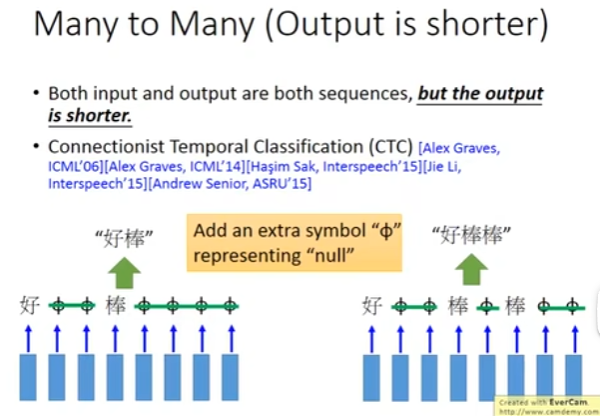 Many to Many (Output is shorter)
• Both input and output are both sequences, but the output
is shorter.
• Connectionist Temporal Classification (CTC) [Alex Graves,
ICML’06][Alex Graves, ICML’14][Haşim Sak, Interspeech’15][Jie Li,
Interspeech’15][Andrew Senior, ASRU’15]
“好棒”
Add an extra symbol “ϕ”
representing “null”
“好棒棒”
好 ϕ ϕ 棒 ϕ ϕ ϕ ϕ
好 ϕ ϕ 棒 ϕ 棒 ϕ ϕ
Created with EverCam.
http://www.camdemy.com